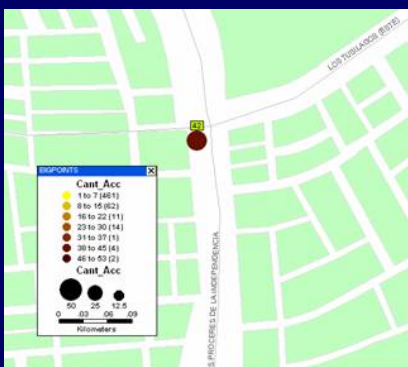 LOS TUSILAGOS (ESTE)
42
BIGPOINTS
Cant_Acc
1 to 7 (461)
8 to 15 (62)
16 to 22 (11)
23 to 30 (14)
31 to 37 (1)
38 to 45 (4)
46 to 53 (2)
Cant_Acc
50 25 12.5
0 .03 .06 .09
Kilometers
S PROCERES DE LA INDEPENDENCIA